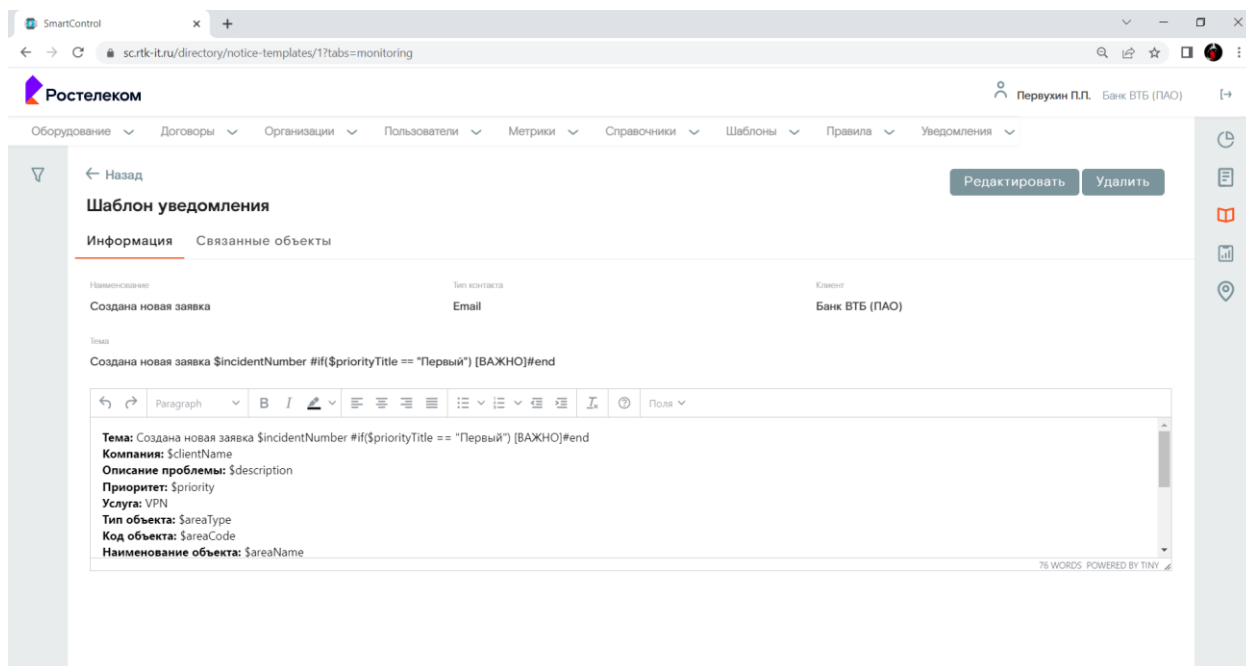 SmartControl
sc.rtk-it.ru/directory/notice-templates/1?tabs=monitoring
Ростелеком
Первухин П.П. Банк ВТБ (ПАО)
Оборудование Договоры Организации Пользователи Метрики Справочники Шаблоны Правила Уведомления
← Назад
Редактировать Удалить
Шаблон уведомления
Информация Связанные объекты
Наименование Тип контакта Клиент
Создана новая заявка Email Банк ВТБ (ПАО)
Тема
Создана новая заявка $incidentNumber #if($priorityTitle == "Первый") [ВАЖНО]#end
Paragraph B I Поля
Тема: Создана новая заявка $incidentNumber #if($priorityTitle == "Первый") [ВАЖНО]#end
Компания: $clientName
Описание проблемы: $description
Приоритет: $priority
Услуга: VPN
Тип объекта: $areaType
Код объекта: $areaCode
Наименование объекта: $areaName
76 WORDS POWERED BY TINY